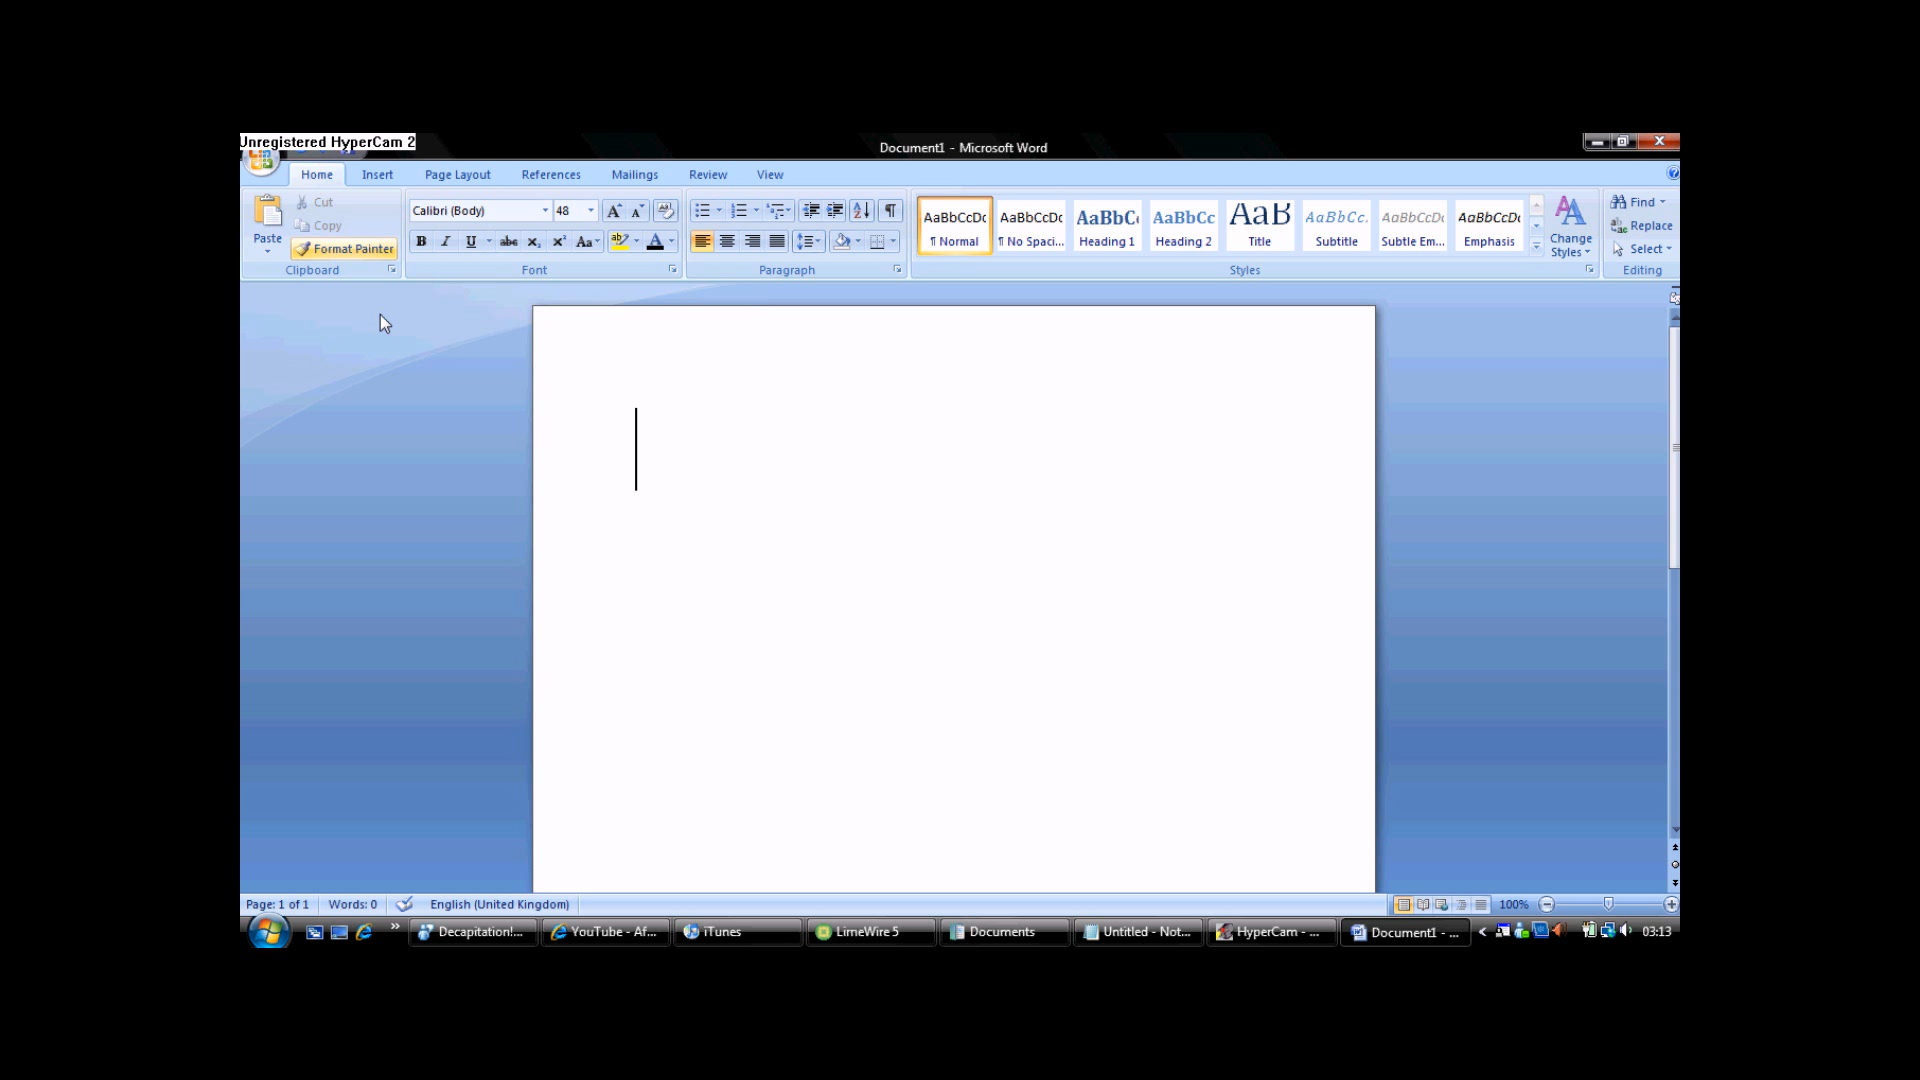 Unregistered HyperCam 2
Document1 - Microsoft Word
Home Insert Page Layout References Mailings Review View
Paste
Cut
Copy
Format Painter
Clipboard
Calibri (Body) 48
Font
Paragraph
AaBbCcDc AaBbCcDc AaBbC AaBbCc AaB AaBbCc. AaBbCcDc AaBbCcDc
¶ Normal ¶ No Spaci... Heading 1 Heading 2 Title Subtitle Subtle Em... Emphasis
Change
Styles
Styles
Find
Replace
Select
Editing
Page: 1 of 1 Words: 0 English (United Kingdom) 100%
Decapitation!... YouTube - Af... iTunes LimeWire 5 Documents Untitled - Not... HyperCam - ... Document1 - ... 03:13